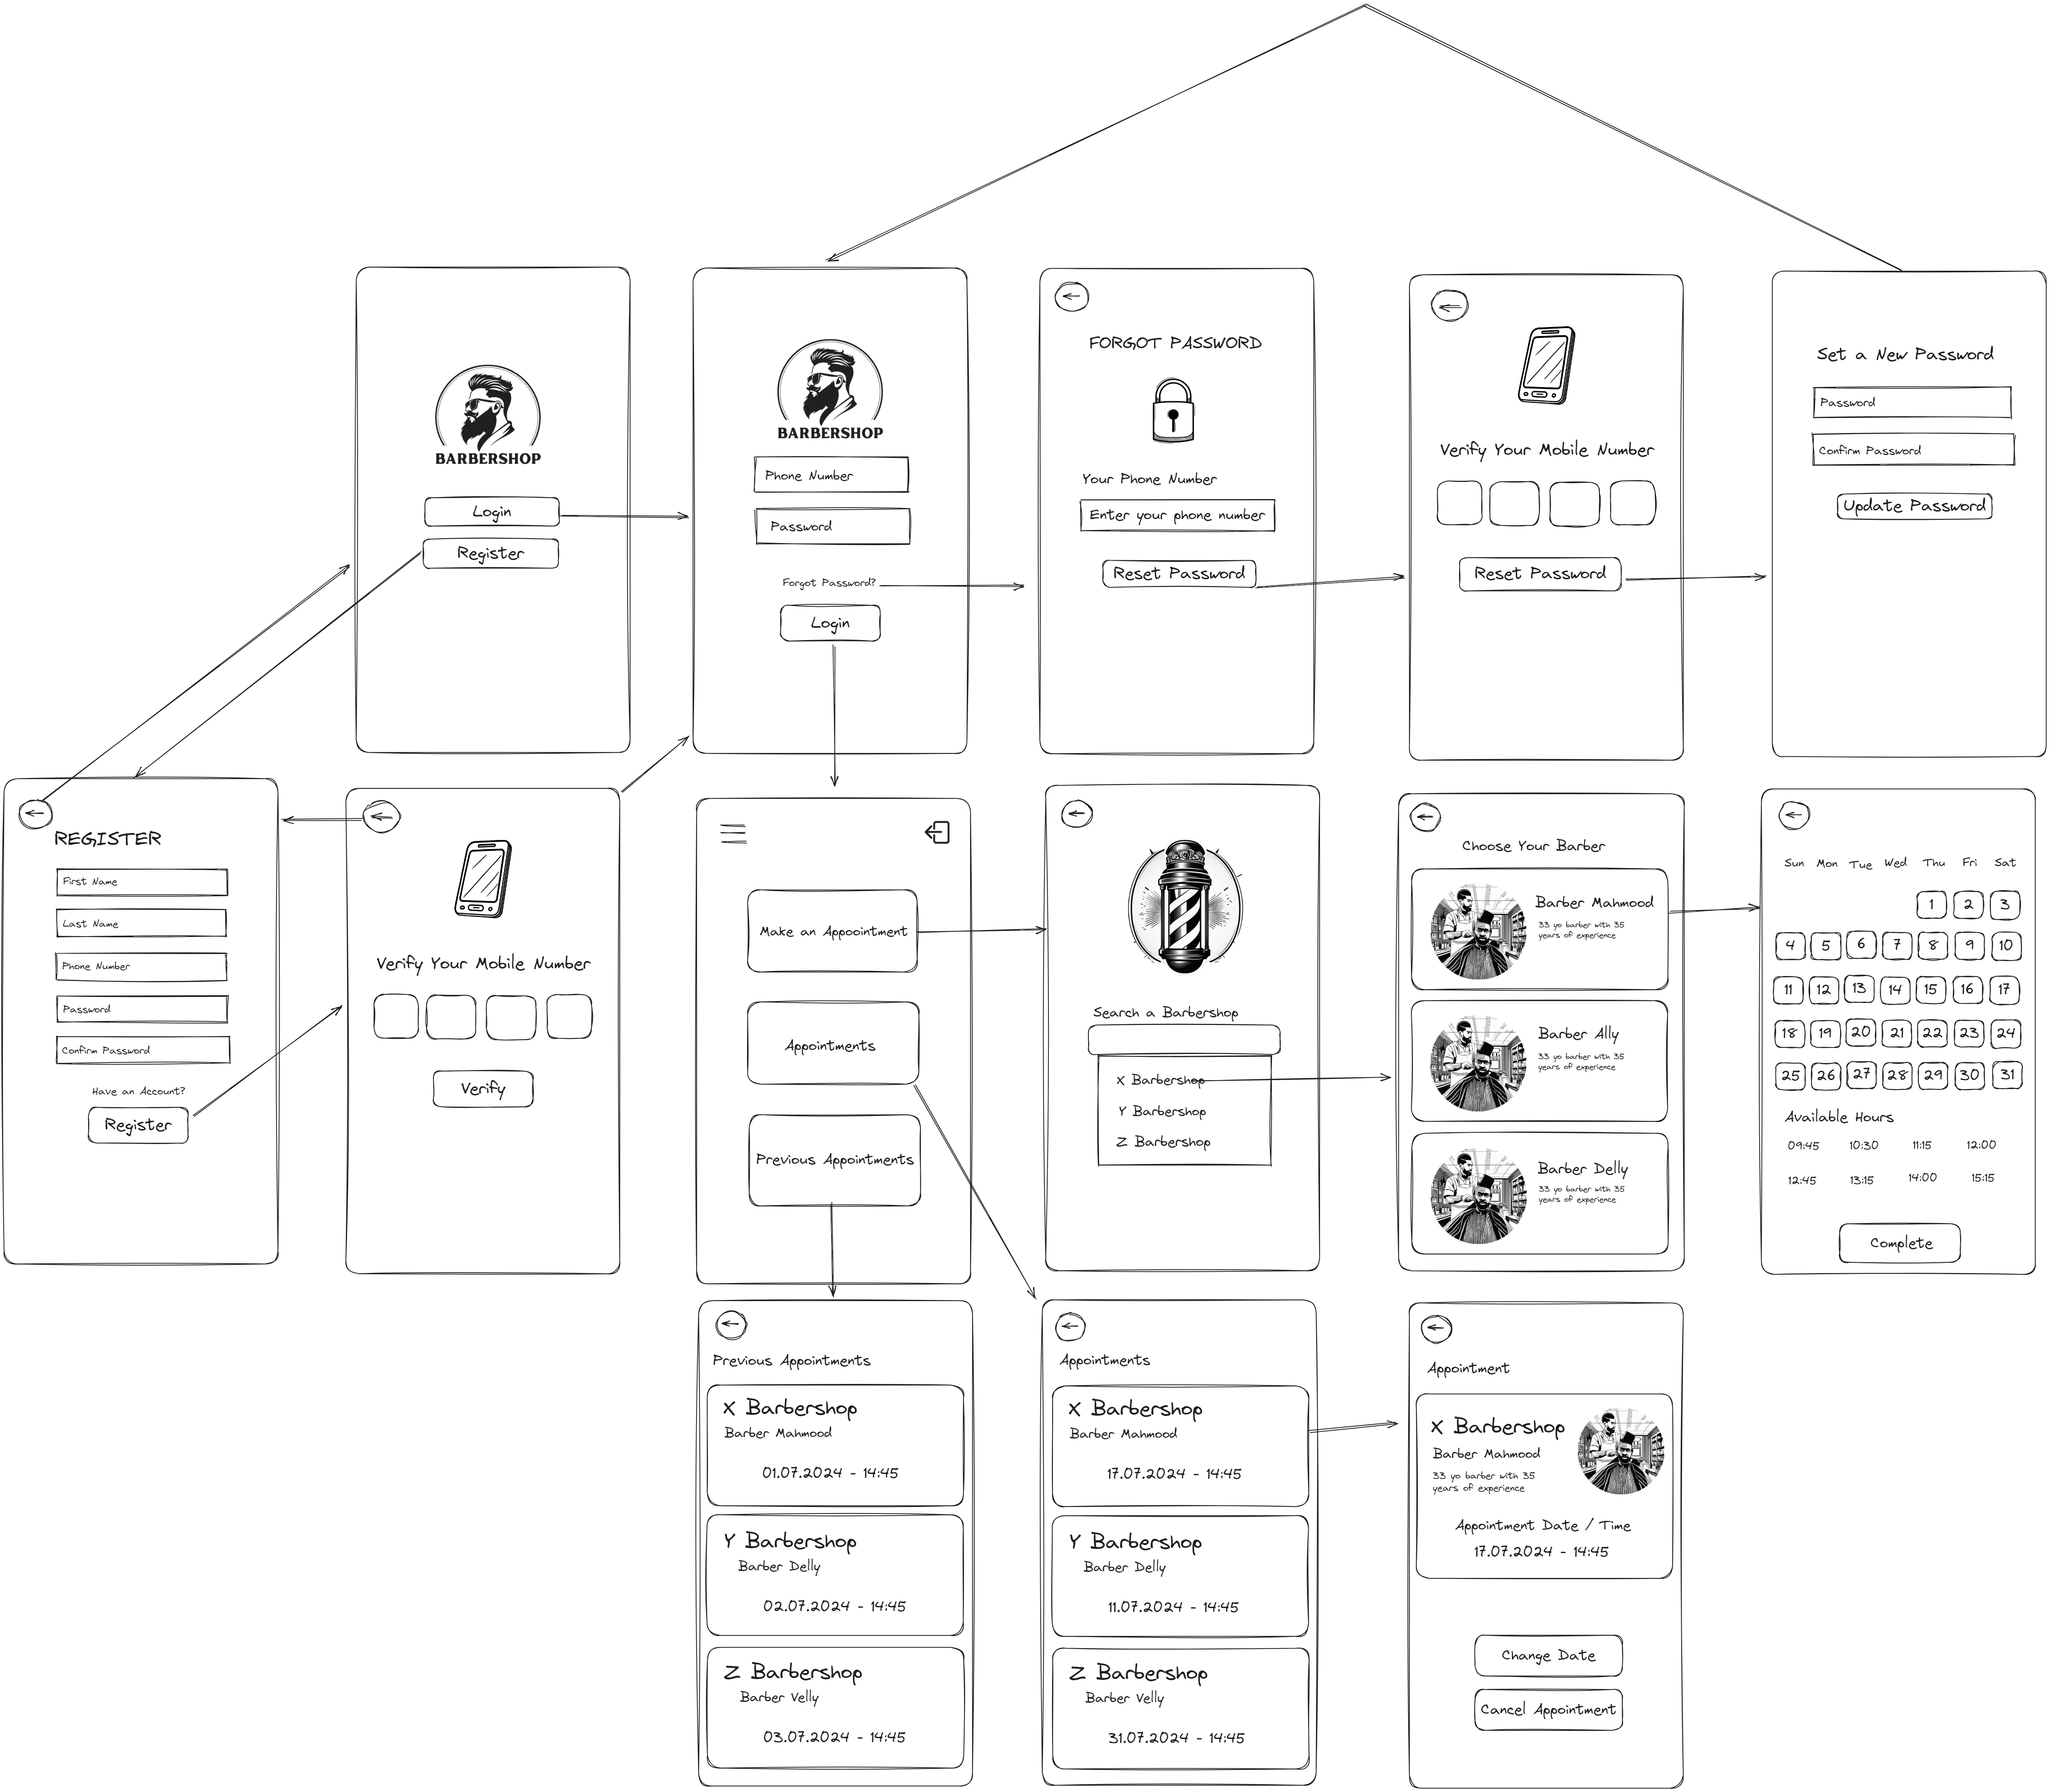 BARBERSHOP
Login
Register
BARBERSHOP
Phone Number
Password
Forgot Password?
Login
FORGOT PASSWORD
Your Phone Number
Enter your phone number
Reset Password
Verify Your Mobile Number
Reset Password
Set a New Password
Password
Confirm Password
Update Password
REGISTER
First Name
Last Name
Phone Number
Password
Confirm Password
Have an Account?
Register
Verify Your Mobile Number
Verify
Make an Appointment
Appointments
Previous Appointments
Search a Barbershop
X Barbershop
Y Barbershop
Z Barbershop
Choose Your Barber
Barber Mahmood
33 yo barber with 35
years of experience
Barber Ally
33 yo barber with 35
years of experience
Barber Delly
33 yo barber with 35
years of experience
Sun Mon Tue Wed Thu Fri Sat
1 2 3
4 5 6 7 8 9 10
11 12 13 14 15 16 17
18 19 20 21 22 23 24
25 26 27 28 29 30 31
Available Hours
09:45 10:30 11:15 12:00
12:45 13:15 14:00 15:15
Complete
Previous Appointments
X Barbershop
Barber Mahmood
01.07.2024 - 14:45
Y Barbershop
Barber Delly
02.07.2024 - 14:45
Z Barbershop
Barber Velly
03.07.2024 - 14:45
Appointments
X Barbershop
Barber Mahmood
17.07.2024 - 14:45
Y Barbershop
Barber Delly
11.07.2024 - 14:45
Z Barbershop
Barber Velly
31.07.2024 - 14:45
Appointment
X Barbershop
Barber Mahmood
33 yo barber with 35
years of experience
Appointment Date / Time
17.07.2024 - 14:45
Change Date
Cancel Appointment